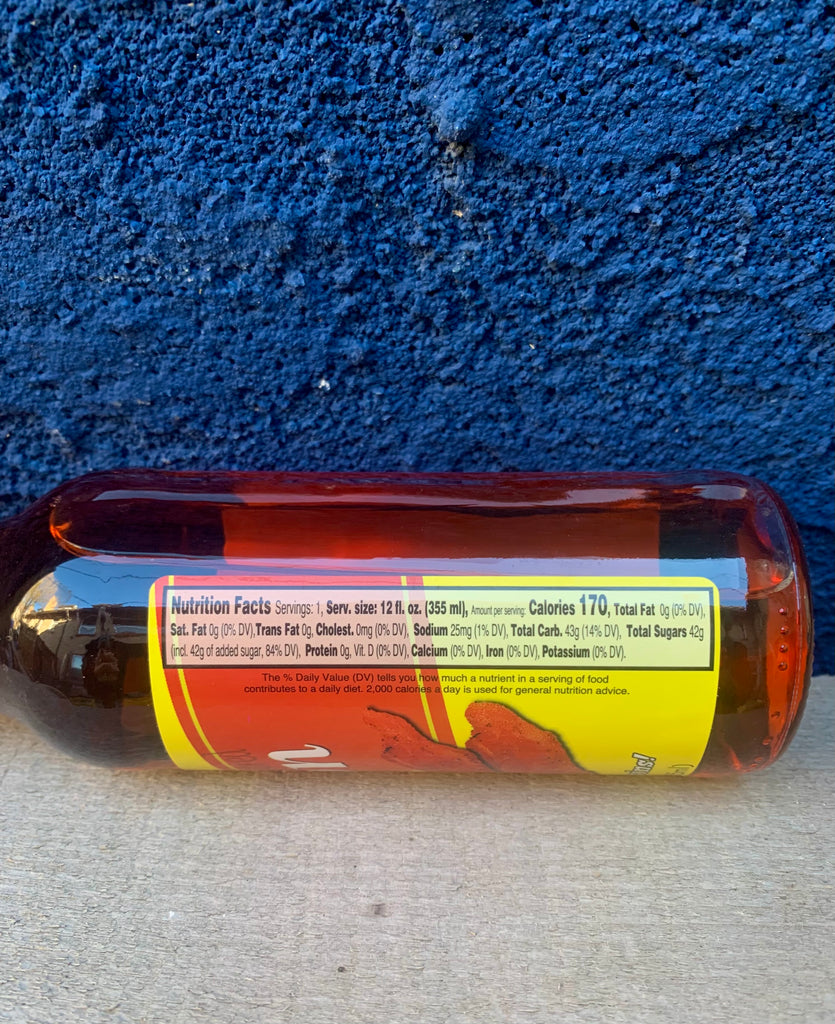 Nutrition Facts Servings: 1, Serv. size: 12 fl. oz. (355 ml), Amount per serving: Calories 170, Total Fat 0g (0% DV),
Sat. Fat 0g (0% DV),Trans Fat 0g, Cholest. 0mg (0% DV), Sodium 25mg (1% DV), Total Carb. 43g (14% DV), Total Sugars 42g
(incl. 42g of added sugar, 84% DV), Protein 0g, Vit. D (0% DV), Calcium (0% DV), Iron (0% DV), Potassium (0% DV).
The % Daily Value (DV) tells you how much a nutrient in a serving of food
contributes to a daily diet. 2,000 calories a day is used for general nutrition advice.